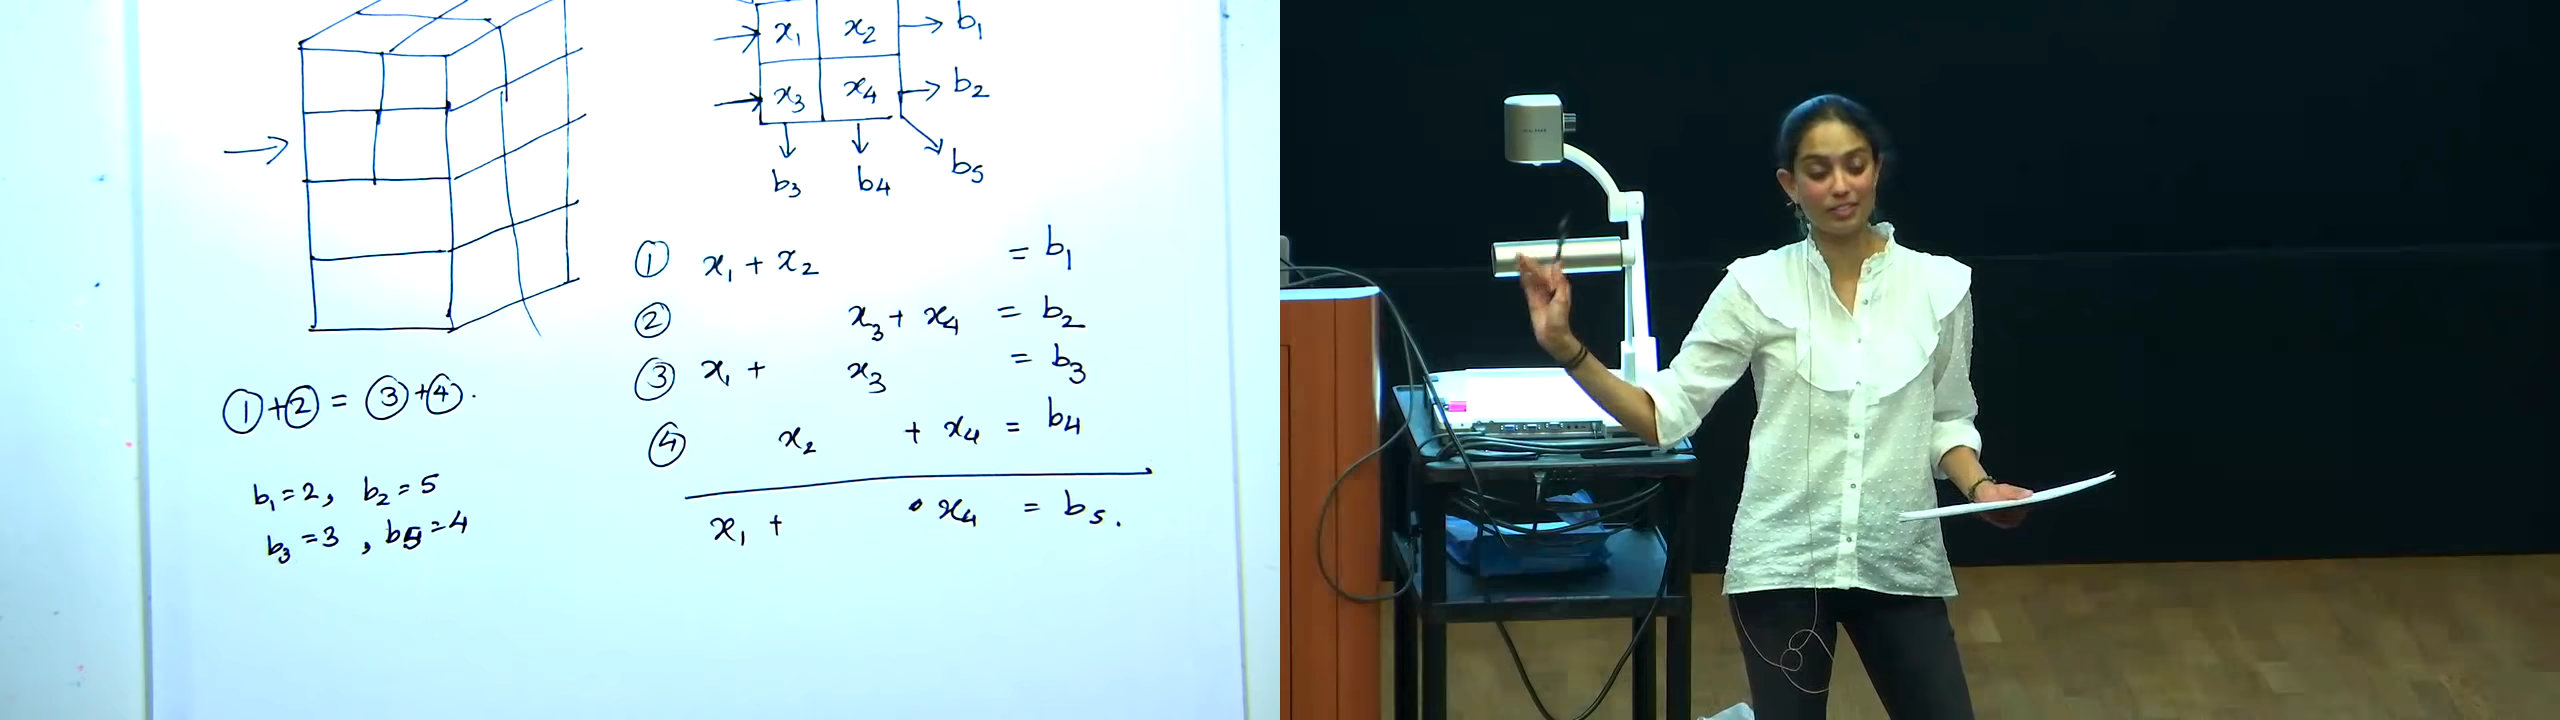 x₁ x₂ → b₁
x₃ x₄ → b₂
b₃ b₄ b₅
① x₁ + x₂ = b₁
② x₃ + x₄ = b₂
③ x₁ + x₃ = b₃
④ x₂ + x₄ = b₄
x₁ + x₄ = b₅.
①+② = ③+④.
b₁ = 2, b₂ = 5
b₃ = 3, b₅ = 4